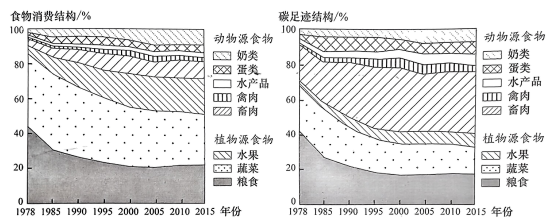 食物消费结构/%
100
80
60
40
20
0
1978 1985 1990 1995 2000 2005 2010 2015 年份
动物源食物
奶类
蛋类
水产品
禽肉
畜肉
植物源食物
水果
蔬菜
粮食
碳足迹结构/%
100
80
60
40
20
0
1978 1985 1990 1995 2000 2005 2010 2015 年份
动物源食物
奶类
蛋类
水产品
禽肉
畜肉
植物源食物
水果
蔬菜
粮食